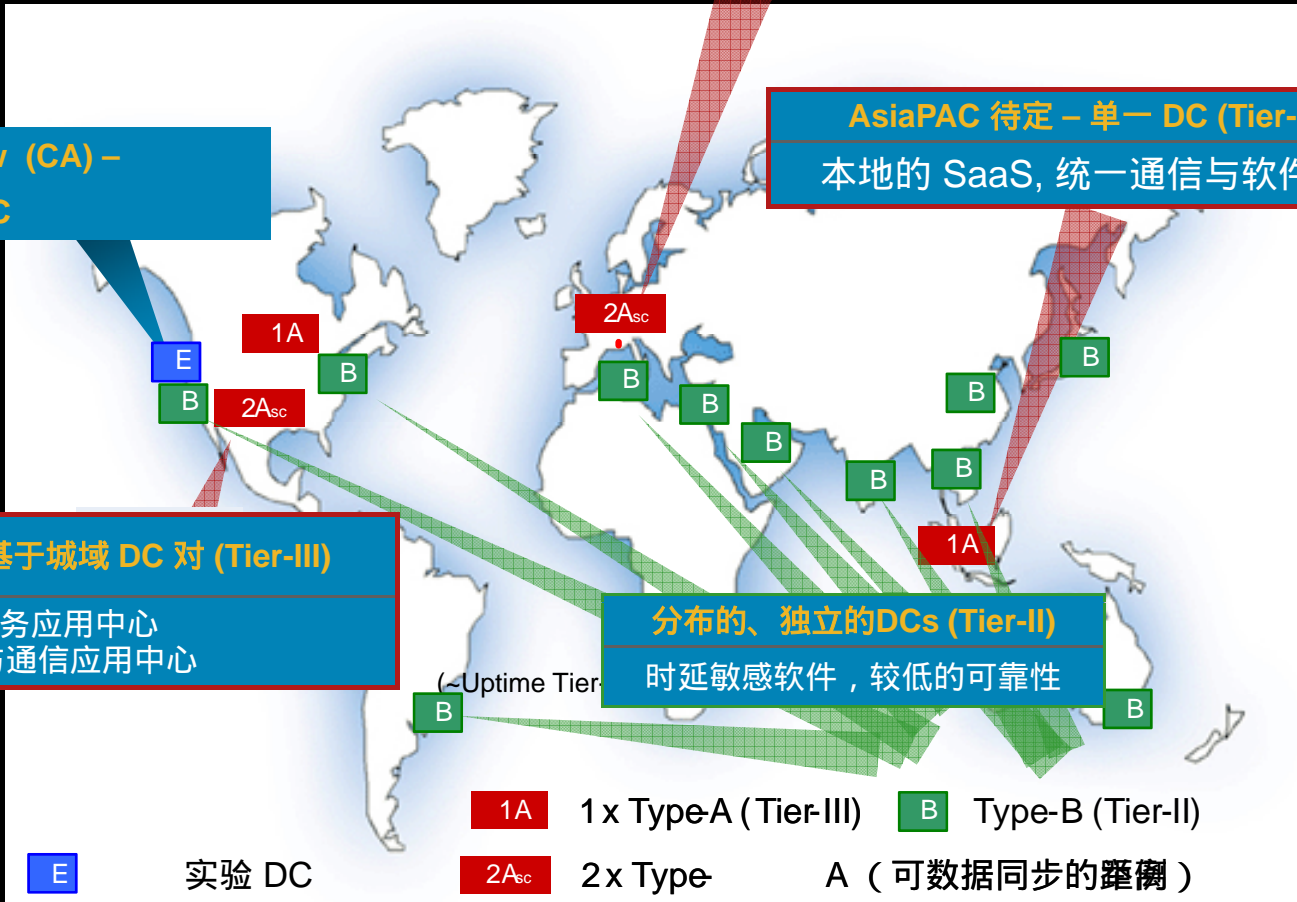 AsiaPAC 待定 – 单一 DC (Tier-
本地的 SaaS, 统一通信与软件
(CA) –
C
2Asc
1A
E
B
B
B
B
2Asc
B
B
B
B
B
1A
基于城域 DC 对 (Tier-III)
务应用中心
与通信应用中心
分布的、独立的DCs (Tier-II)
时延敏感软件，较低的可靠性
(~Uptime Tier-
B
B
1A 1x Type-A (Tier-III) B Type-B (Tier-II)
E 实验 DC 2Asc 2x Type- A （可数据同步的距离）